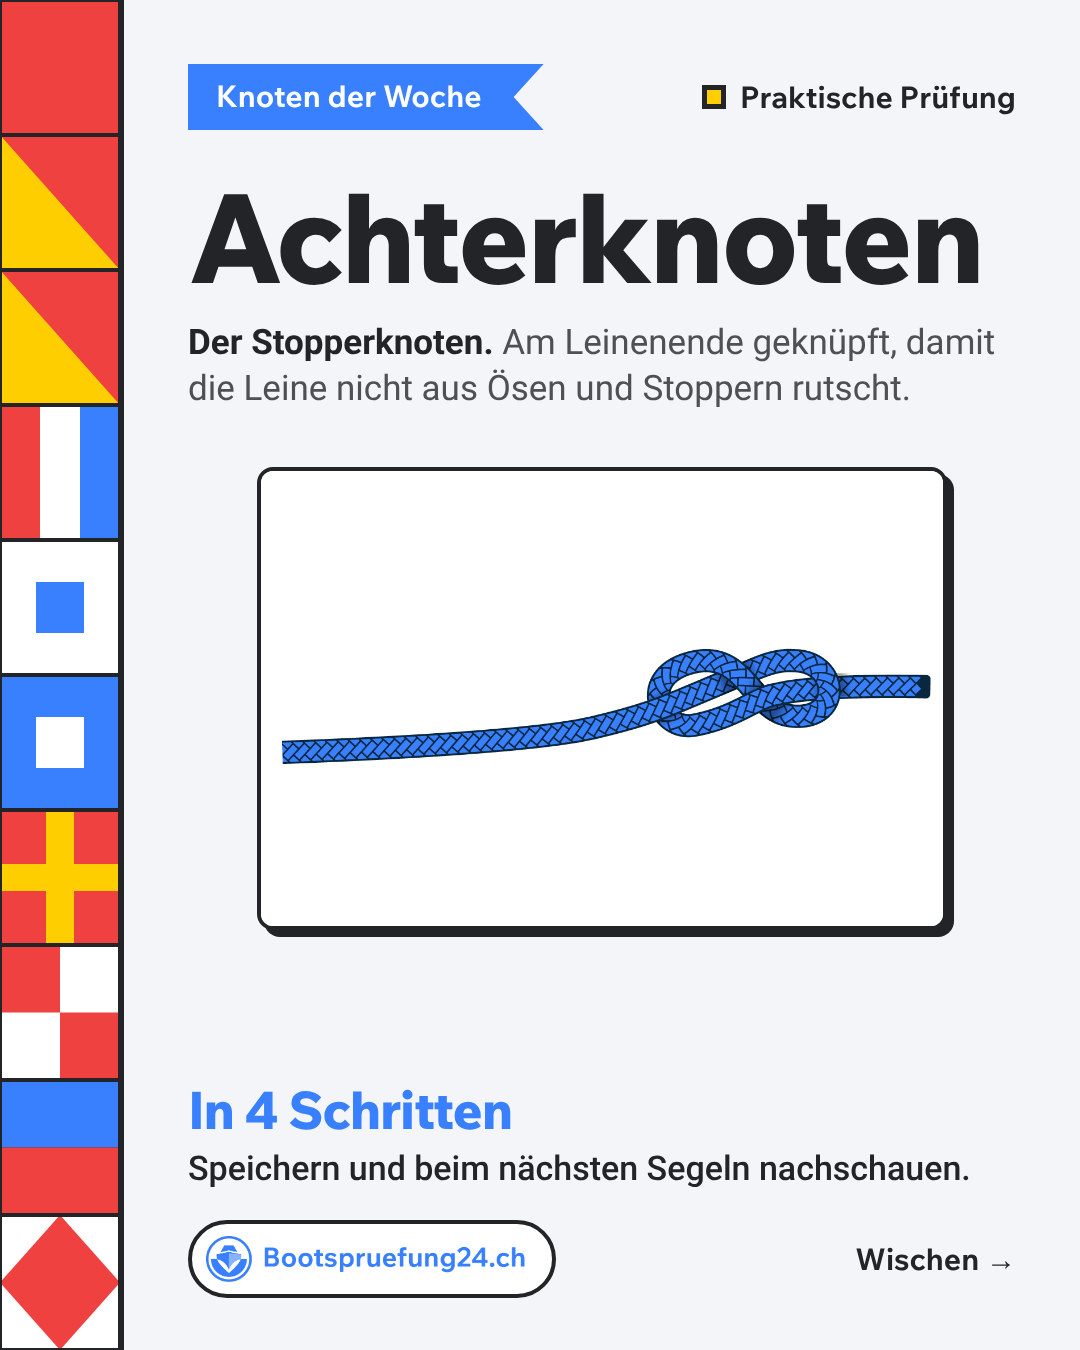 Knoten der Woche
Praktische Prüfung
Achterknoten
Der Stopperknoten. Am Leinenende geknüpft, damit
die Leine nicht aus Ösen und Stoppern rutscht.
In 4 Schritten
Speichern und beim nächsten Segeln nachschauen.
Bootspruefung24.ch
Wischen →